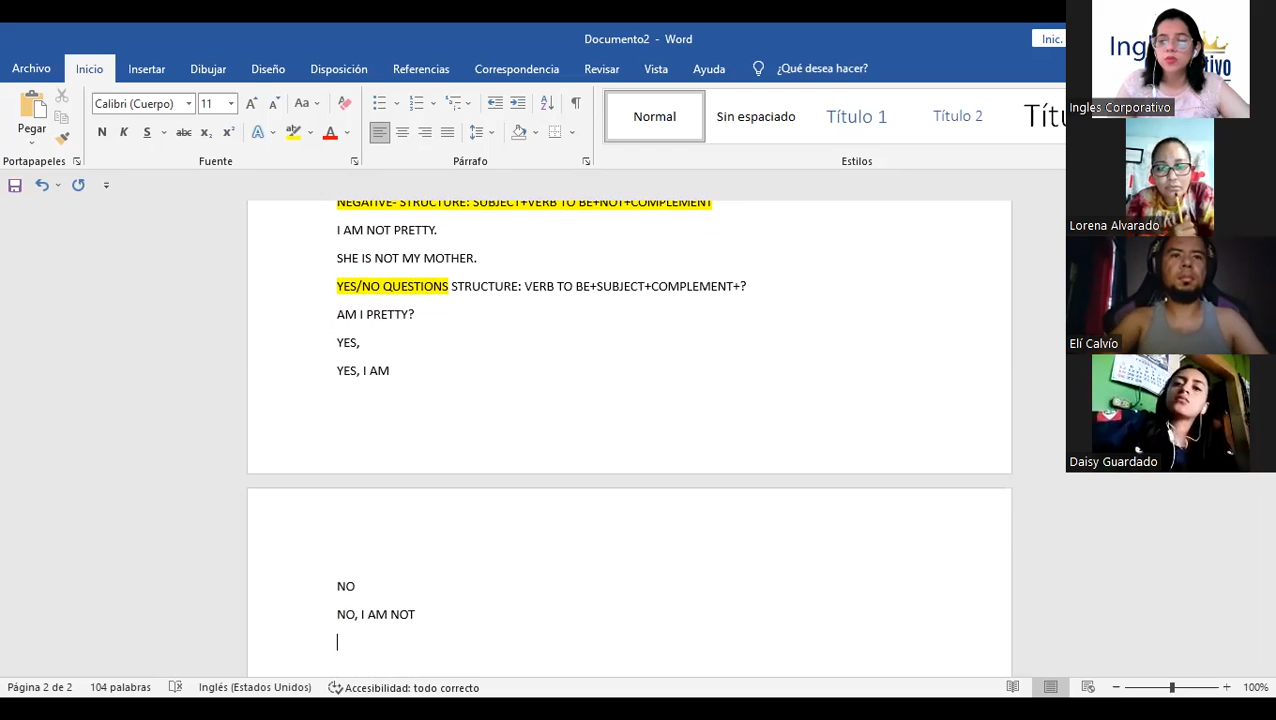 Documento2 - Word
Inic.
Archivo Inicio Insertar Dibujar Diseño Disposición Referencias Correspondencia Revisar Vista Ayuda ¿Qué desea hacer?
Pegar
Portapapeles
Calibri (Cuerpo) 11
N K S abc x₂ x²
Fuente
Párrafo
Normal Sin espaciado Título 1 Título 2
Estilos
NEGATIVE- STRUCTURE: SUBJECT+VERB TO BE+NOT+COMPLEMENT
I AM NOT PRETTY.
SHE IS NOT MY MOTHER.
YES/NO QUESTIONS STRUCTURE: VERB TO BE+SUBJECT+COMPLEMENT+?
AM I PRETTY?
YES,
YES, I AM
NO
NO, I AM NOT
Página 2 de 2 104 palabras Inglés (Estados Unidos) Accesibilidad: todo correcto 100%
Ingles Corporativo
Lorena Alvarado
Elí Calvío
Daisy Guardado